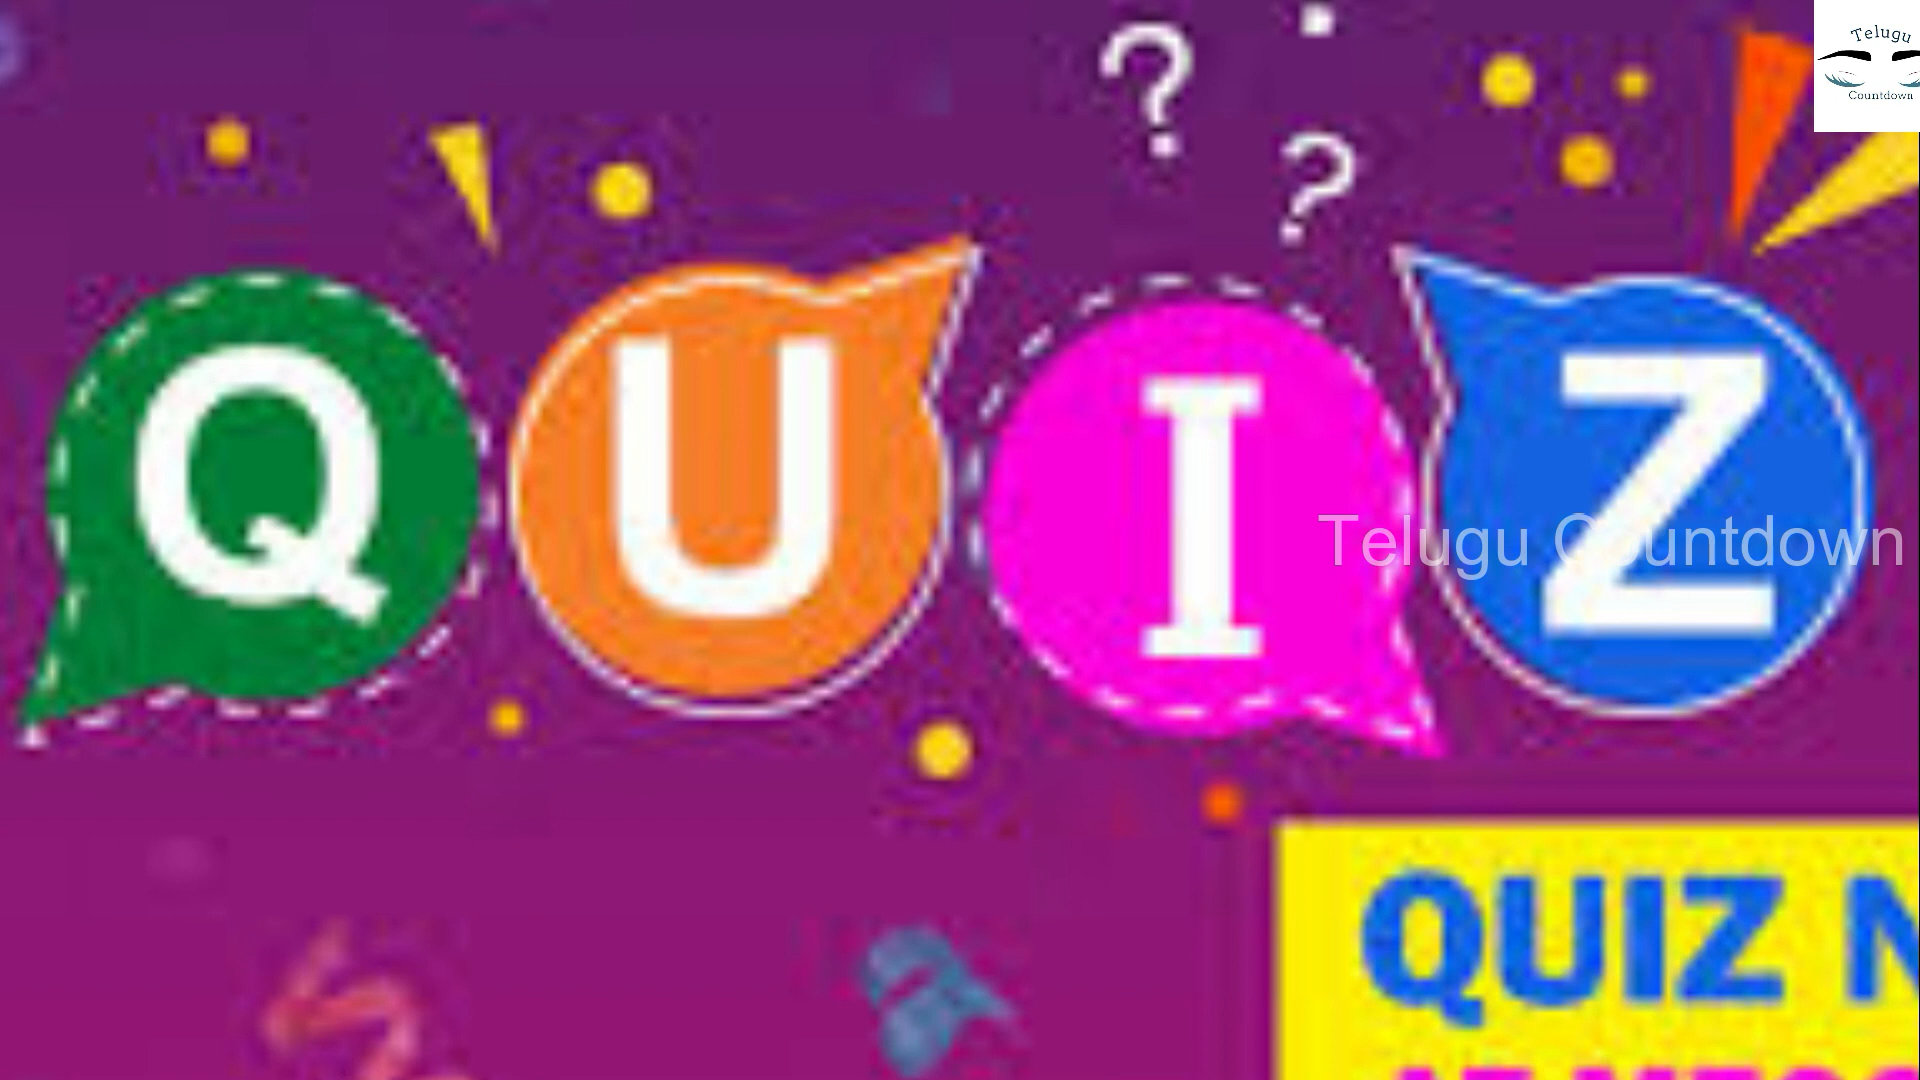 ? ?
Telugu
Countdown
QUIZ
Telugu Countdown
QUIZ N